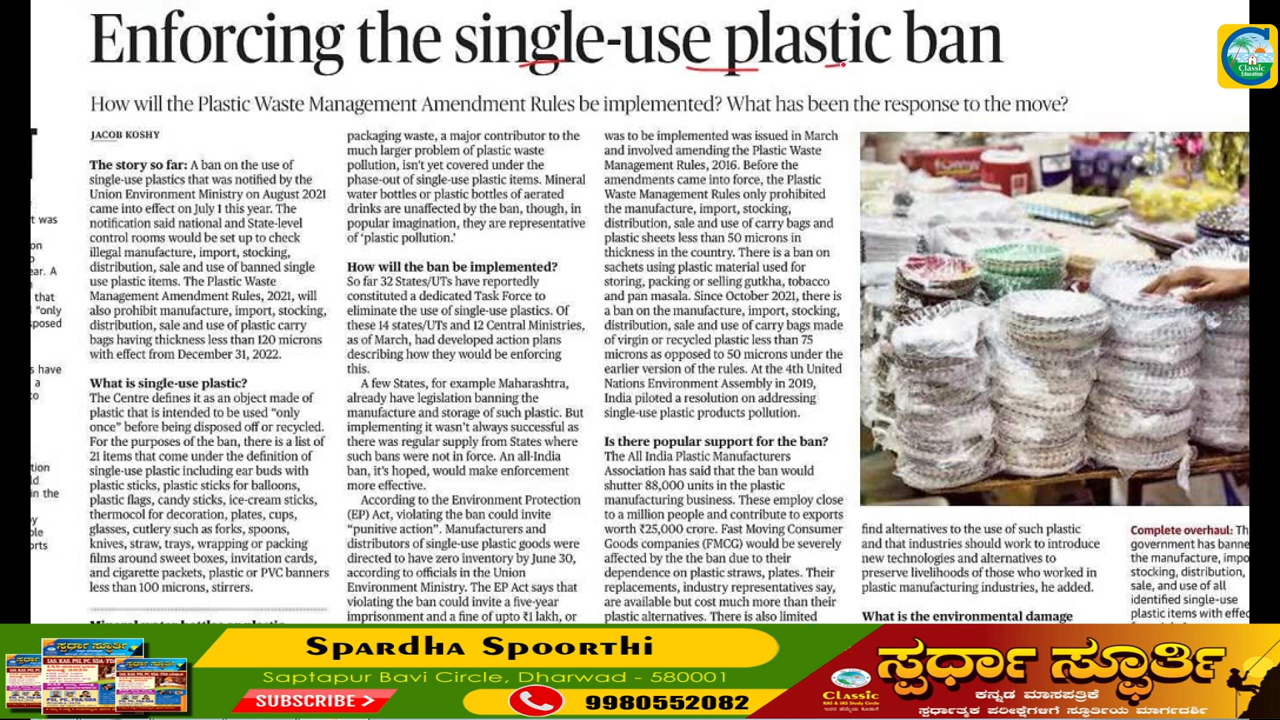 Enforcing the single-use plastic ban
How will the Plastic Waste Management Amendment Rules be implemented? What has been the response to the move?
JACOB KOSHY
The story so far: A ban on the use of
single-use plastics that was notified by the
Union Environment Ministry on August 2021
came into effect on July 1 this year. The
notification said national and State-level
control rooms would be set up to check
illegal manufacture, import, stocking,
distribution, sale and use of banned single
use plastic items. The Plastic Waste
Management Amendment Rules, 2021, will
also prohibit manufacture, import, stocking,
distribution, sale and use of plastic carry
bags having thickness less than 120 microns
with effect from December 31, 2022.
What is single-use plastic?
The Centre defines it as an object made of
plastic that is intended to be used “only
once” before being disposed off or recycled.
For the purposes of the ban, there is a list of
21 items that come under the definition of
single-use plastic including ear buds with
plastic sticks, plastic sticks for balloons,
plastic flags, candy sticks, ice-cream sticks,
thermocol for decoration, plates, cups,
glasses, cutlery such as forks, spoons,
knives, straw, trays, wrapping or packing
films around sweet boxes, invitation cards,
and cigarette packets, plastic or PVC banners
less than 100 microns, stirrers.
packaging waste, a major contributor to the
much larger problem of plastic waste
pollution, isn’t yet covered under the
phase-out of single-use plastic items. Mineral
water bottles or plastic bottles of aerated
drinks are unaffected by the ban, though, in
popular imagination, they are representative
of ‘plastic pollution.’
How will the ban be implemented?
So far 32 States/UTs have reportedly
constituted a dedicated Task Force to
eliminate the use of single-use plastics. Of
these 14 states/UTs and 12 Central Ministries,
as of March, had developed action plans
describing how they would be enforcing
this.
A few States, for example Maharashtra,
already have legislation banning the
manufacture and storage of such plastic. But
implementing it wasn’t always successful as
there was regular supply from States where
such bans were not in force. An all-India
ban, it’s hoped, would make enforcement
more effective.
According to the Environment Protection
(EP) Act, violating the ban could invite
“punitive action”. Manufacturers and
distributors of single-use plastic goods were
directed to have zero inventory by June 30,
according to officials in the Union
Environment Ministry. The EP Act says that
violating the ban could invite a five-year
imprisonment and a fine of upto ₹1 lakh, or
was to be implemented was issued in March
and involved amending the Plastic Waste
Management Rules, 2016. Before the
amendments came into force, the Plastic
Waste Management Rules only prohibited
the manufacture, import, stocking,
distribution, sale and use of carry bags and
plastic sheets less than 50 microns in
thickness in the country. There is a ban on
sachets using plastic material used for
storing, packing or selling gutkha, tobacco
and pan masala. Since October 2021, there is
a ban on the manufacture, import, stocking,
distribution, sale and use of carry bags made
of virgin or recycled plastic less than 75
microns as opposed to 50 microns under the
earlier version of the rules. At the 4th United
Nations Environment Assembly in 2019,
India piloted a resolution on addressing
single-use plastic products pollution.
Is there popular support for the ban?
The All India Plastic Manufacturers
Association has said that the ban would
shutter 88,000 units in the plastic
manufacturing business. These employ close
to a million people and contribute to exports
worth ₹25,000 crore. Fast Moving Consumer
Goods companies (FMCG) would be severely
affected by the ban due to their
dependence on plastic straws, plates. Their
replacements, industry representatives say,
are available but cost much more than their
plastic alternatives. There is also limited
find alternatives to the use of such plastic
and that industries should work to introduce
new technologies and alternatives to
preserve livelihoods of those who worked in
plastic manufacturing industries, he added.
What is the environmental damage
Complete overhaul: Th
government has banne
the manufacture, impo
stocking, distribution,
sale, and use of all
identified single-use
plastic items with effec
Classic
Education
Spardha Spoorthi
Saptapur Bavi Circle, Dharwad - 580001
SUBSCRIBE
9980552082
ಸ್ಪರ್ಧಾ ಸ್ಫೂರ್ತಿ
ಕನ್ನಡ ಮಾಸಪತ್ರಿಕೆ
ಸ್ಪರ್ಧಾತ್ಮಕ ಪರೀಕ್ಷೆಗಳಿಗೆ ಸ್ಫೂರ್ತಿಯ ಮಾರ್ಗದರ್ಶಿ
Classic
KAS & IAS Study Circle